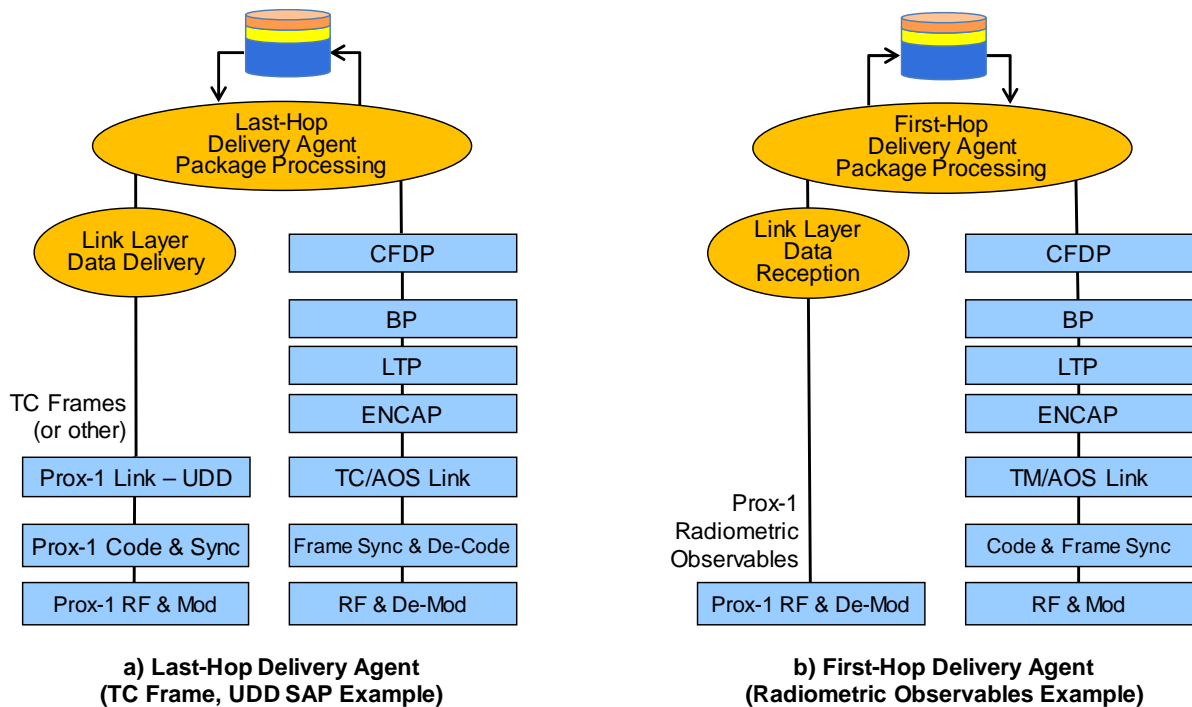 Last-Hop
Delivery Agent
Package Processing
Link Layer
Data Delivery
CFDP
BP
LTP
TC Frames
(or other)
ENCAP
Prox-1 Link – UDD
TC/AOS Link
Prox-1 Code & Sync
Frame Sync & De-Code
Prox-1 RF & Mod
RF & De-Mod
a) Last-Hop Delivery Agent
(TC Frame, UDD SAP Example)
First-Hop
Delivery Agent
Package Processing
Link Layer
Data
Reception
CFDP
BP
LTP
ENCAP
TM/AOS Link
Prox-1
Radiometric
Observables
Code & Frame Sync
Prox-1 RF & De-Mod
RF & Mod
b) First-Hop Delivery Agent
(Radiometric Observables Example)